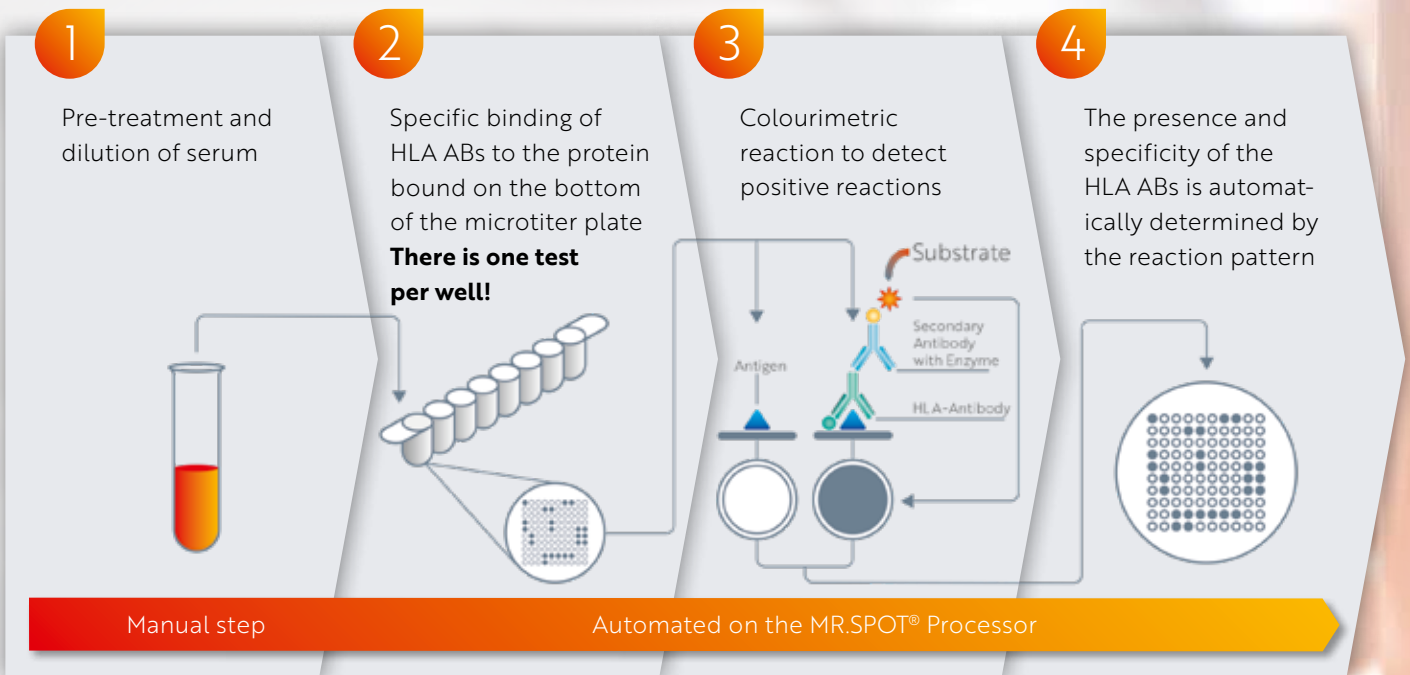 1
Pre-treatment and
dilution of serum
2
Specific binding of
HLA ABs to the protein
bound on the bottom
of the microtiter plate
There is one test
per well!
3
Colourimetric
reaction to detect
positive reactions
Substrate
Secondary
Antibody
with Enzyme
Antigen
HLA-Antibody
4
The presence and
specificity of the
HLA ABs is automat-
ically determined by
the reaction pattern
Manual step
Automated on the MR.SPOT® Processor